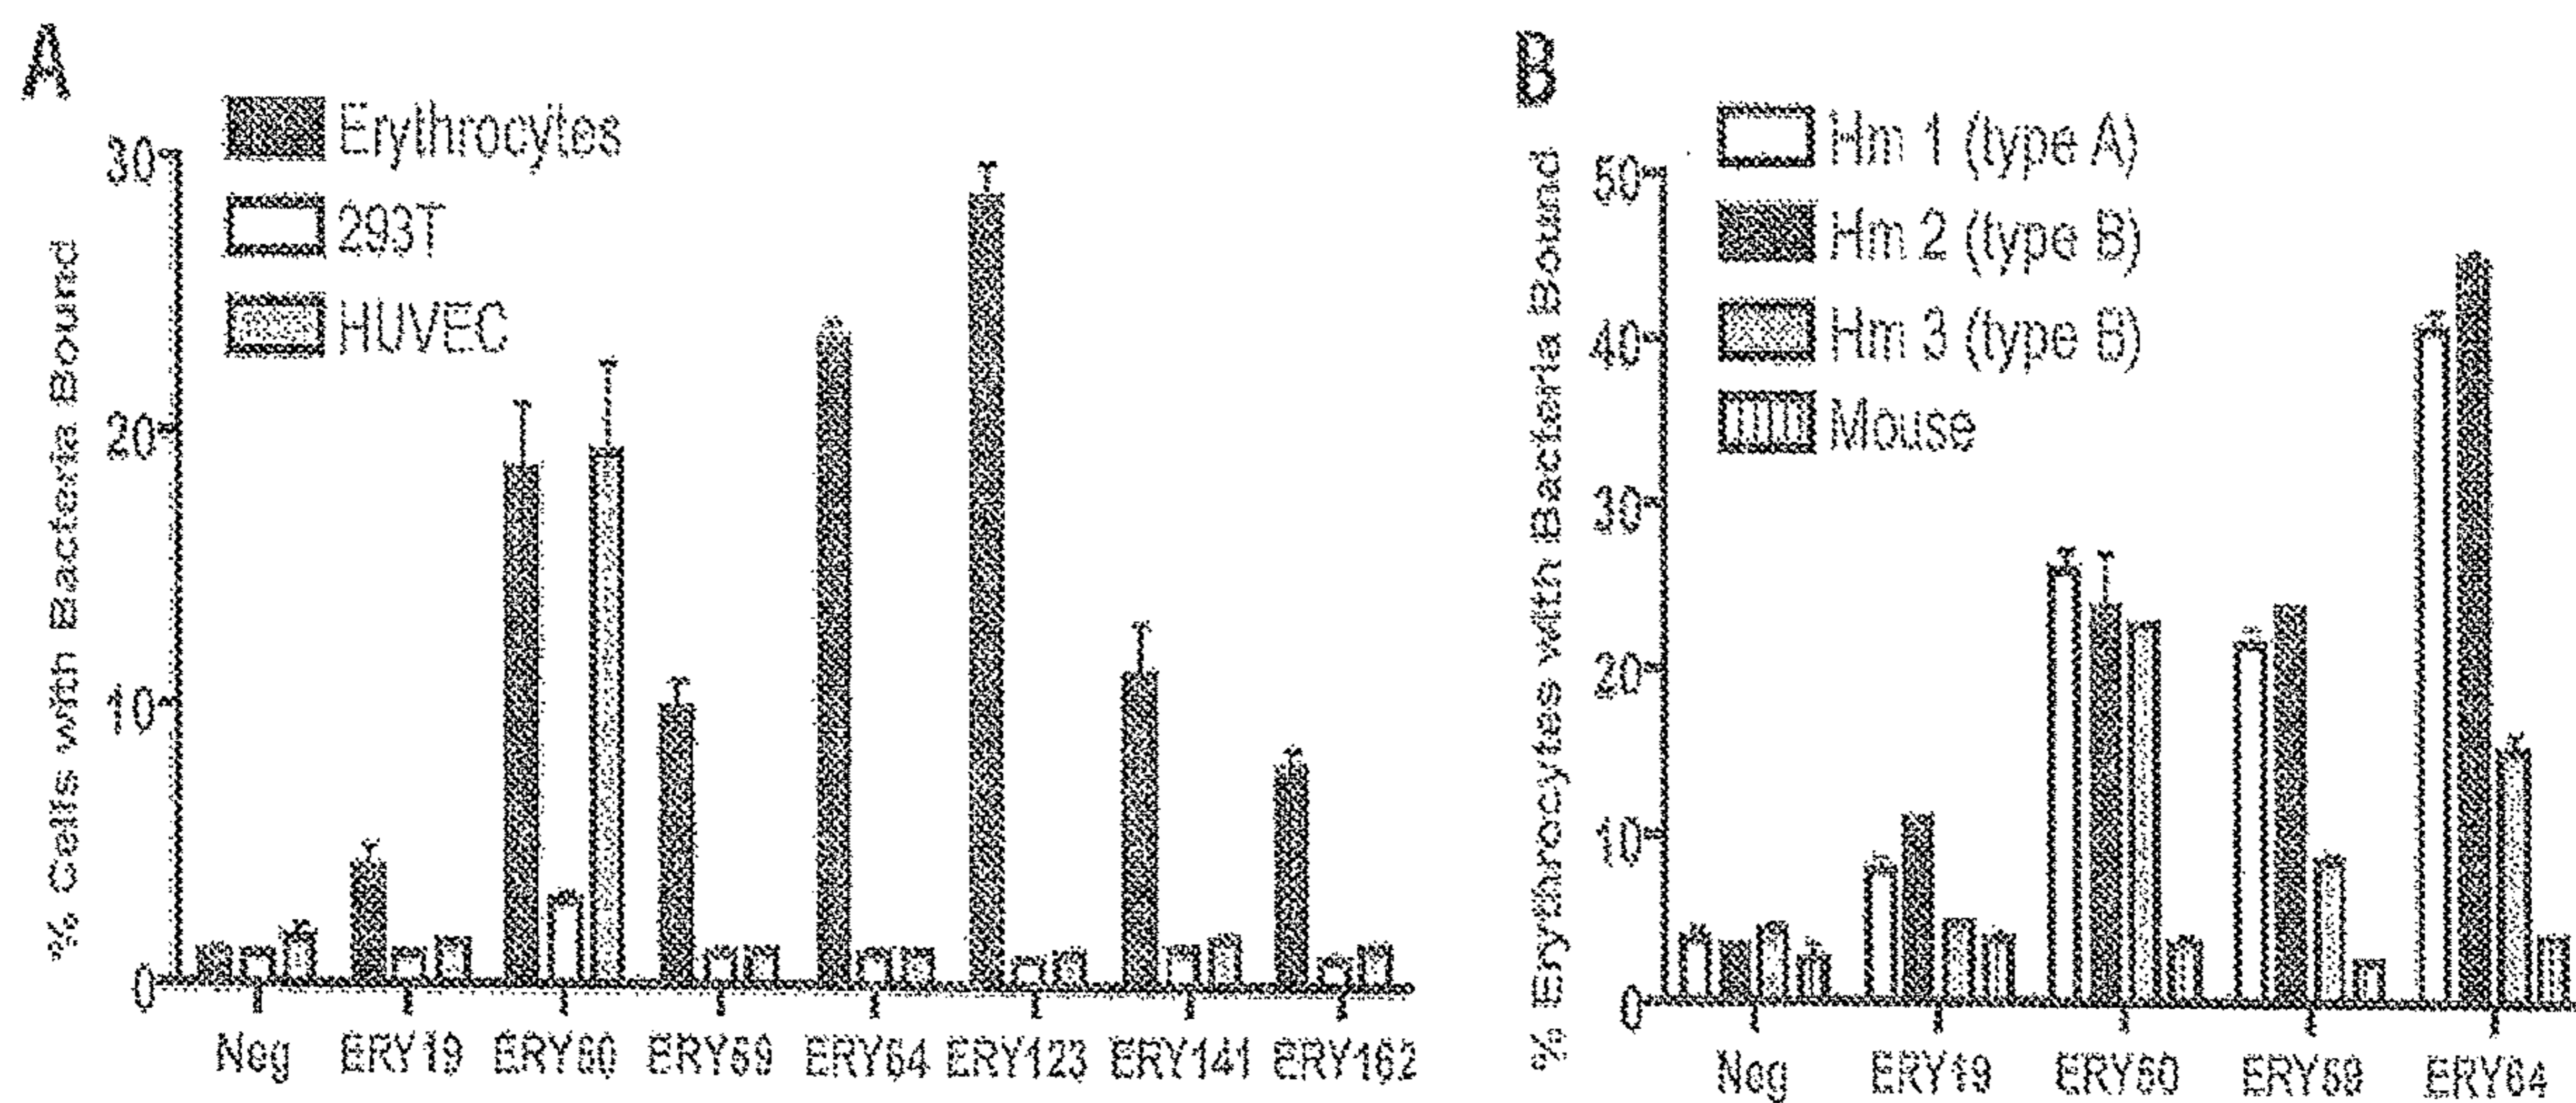 A
Erythrocytes
293T
HUVEC
% Cells with Bacteria Bound
30
20
10
0
Neg
ERY19
ERY50
ERY59
ERY64
ERY123
ERY141
ERY162
B
Hm 1 (type A)
Hm 2 (type B)
Hm 3 (type B)
Mouse
% Erythrocytes with Bacteria Bound
50
40
30
20
10
0
Neg
ERY19
ERY50
ERY59
ERY64